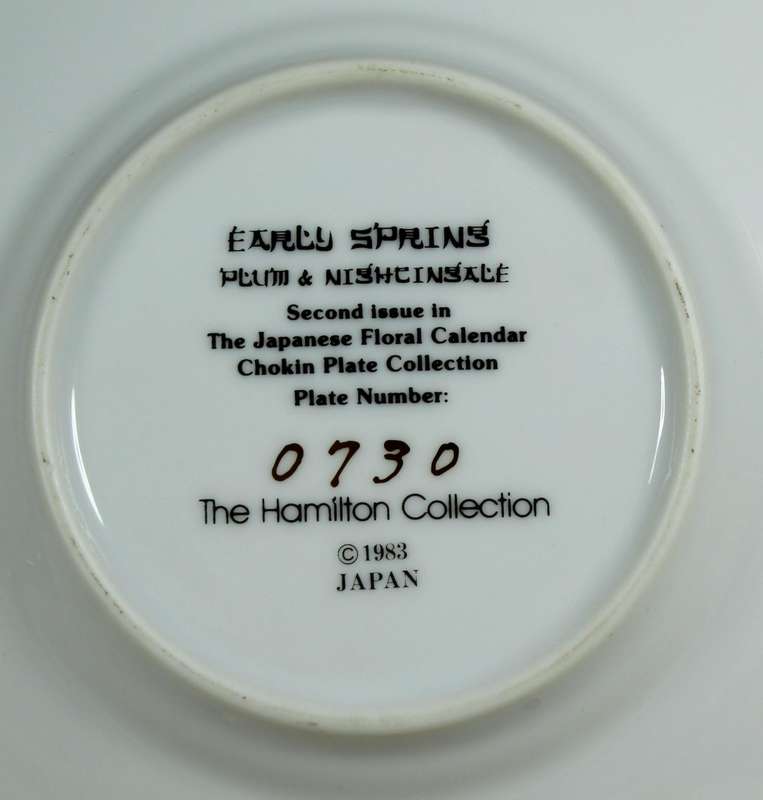 EARLY SPRING
PLUM & NIGHTINGALE
Second issue in
The Japanese Floral Calendar
Chokin Plate Collection
Plate Number:
0730
The Hamilton Collection
©1983
JAPAN